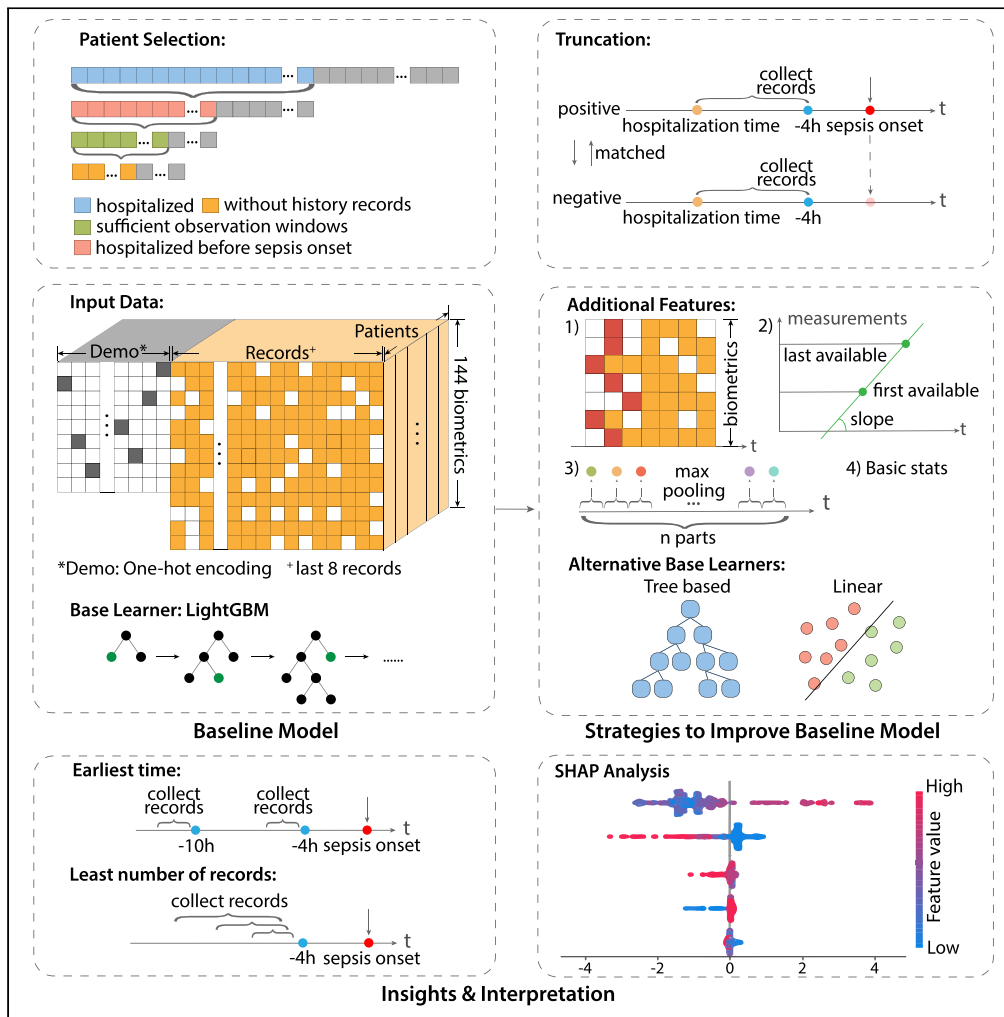 Patient Selection:
...
...
...
...
...
...
...
hospitalized
without history records
sufficient observation windows
hospitalized before sepsis onset
Truncation:
collect
records
positive
t
hospitalization time
-4h
sepsis onset
matched
collect
records
negative
t
hospitalization time
-4h
Input Data:
Patients
Demo*
Records+
144 biometrics
*Demo: One-hot encoding
+last 8 records
Base Learner: LightGBM
......
Baseline Model
Additional Features:
1)
biometrics
t
2)
measurements
last available
first available
slope
t
3)
max
pooling
...
t
n parts
4) Basic stats
Alternative Base Learners:
Tree based
Linear
Strategies to Improve Baseline Model
Earliest time:
collect
records
collect
records
t
-10h
-4h
sepsis onset
Least number of records:
collect records
t
-4h
sepsis onset
SHAP Analysis
High
Feature value
Low
-4
-2
0
2
4
Insights & Interpretation